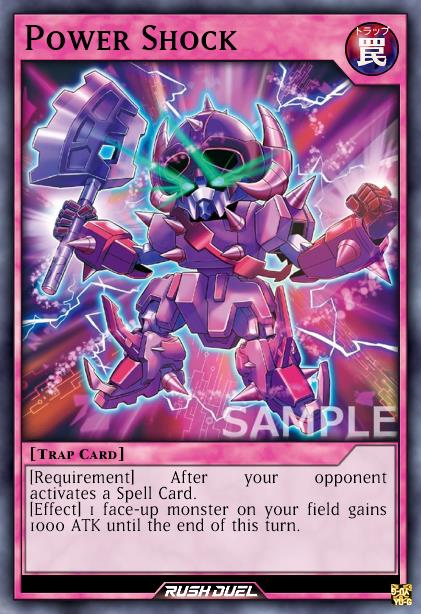 Power Shock
トラップ
罠
SAMPLE
[Trap Card]
[Requirement] After your opponent
activates a Spell Card.
[Effect] 1 face-up monster on your field gains
1000 ATK until the end of this turn.
RUSH DUEL